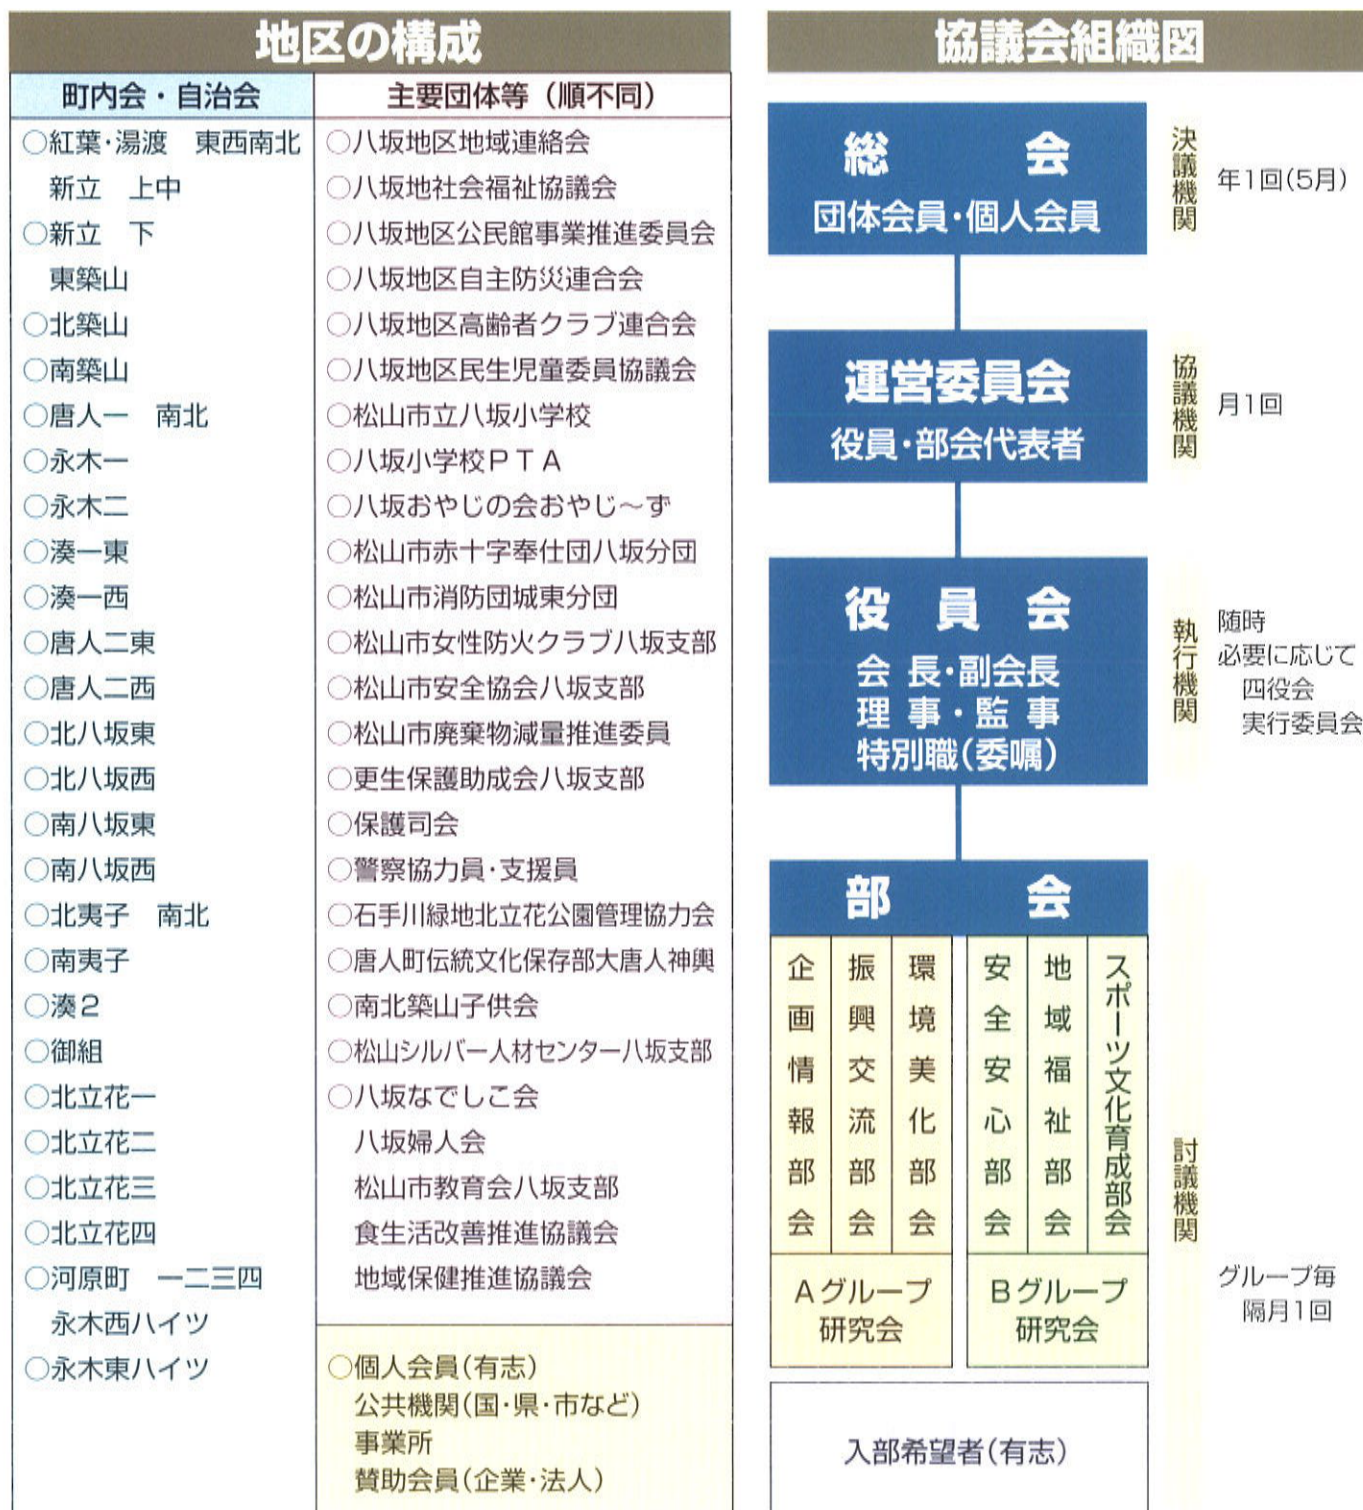 地区の構成
町内会・自治会
○紅葉・湯渡　東西南北
新立　上中
○新立　下
東築山
○北築山
○南築山
○唐人一　南北
○永木一
○永木二
○湊一東
○湊一西
○唐人二東
○唐人二西
○北八坂東
○北八坂西
○南八坂東
○南八坂西
○北夷子　南北
○南夷子
○湊２
○御組
○北立花一
○北立花二
○北立花三
○北立花四
○河原町　一二三四
永木西ハイツ
○永木東ハイツ
主要団体等（順不同）
○八坂地区地域連絡会
○八坂地社会福祉協議会
○八坂地区公民館事業推進委員会
○八坂地区自主防災連合会
○八坂地区高齢者クラブ連合会
○八坂地区民生児童委員協議会
○松山市立八坂小学校
○八坂小学校ＰＴＡ
○八坂おやじの会おやじ～ず
○松山市赤十字奉仕団八坂分団
○松山市消防団城東分団
○松山市女性防火クラブ八坂支部
○松山市安全協会八坂支部
○松山市廃棄物減量推進委員
○更生保護助成会八坂支部
○保護司会
○警察協力員・支援員
○石手川緑地北立花公園管理協力会
○唐人町伝統文化保存部大唐人神輿
○南北築山子供会
○松山シルバー人材センター八坂支部
○八坂なでしこ会
八坂婦人会
松山市教育会八坂支部
食生活改善推進協議会
地域保健推進協議会
○個人会員（有志）
公共機関（国・県・市など）
事業所
賛助会員（企業・法人）
協議会組織図
総　会
団体会員・個人会員
決議機関
年1回(5月)
運営委員会
役員・部会代表者
協議機関
月1回
役員会
会長・副会長
理事・監事
特別職（委嘱）
執行機関
随時
必要に応じて
四役会
実行委員会
部　会
企画情報部会
振興交流部会
環境美化部会
安全安心部会
地域福祉部会
スポーツ文化育成部会
Ａグループ
研究会
Ｂグループ
研究会
入部希望者（有志）
討議機関
グループ毎
隔月1回